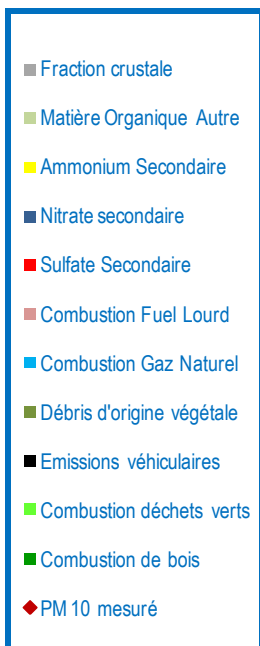 Fraction crustale
Matière Organique Autre
Ammonium Secondaire
Nitrate secondaire
Sulfate Secondaire
Combustion Fuel Lourd
Combustion Gaz Naturel
Débris d'origine végétale
Emissions véhiculaires
Combustion déchets verts
Combustion de bois
PM 10 mesuré